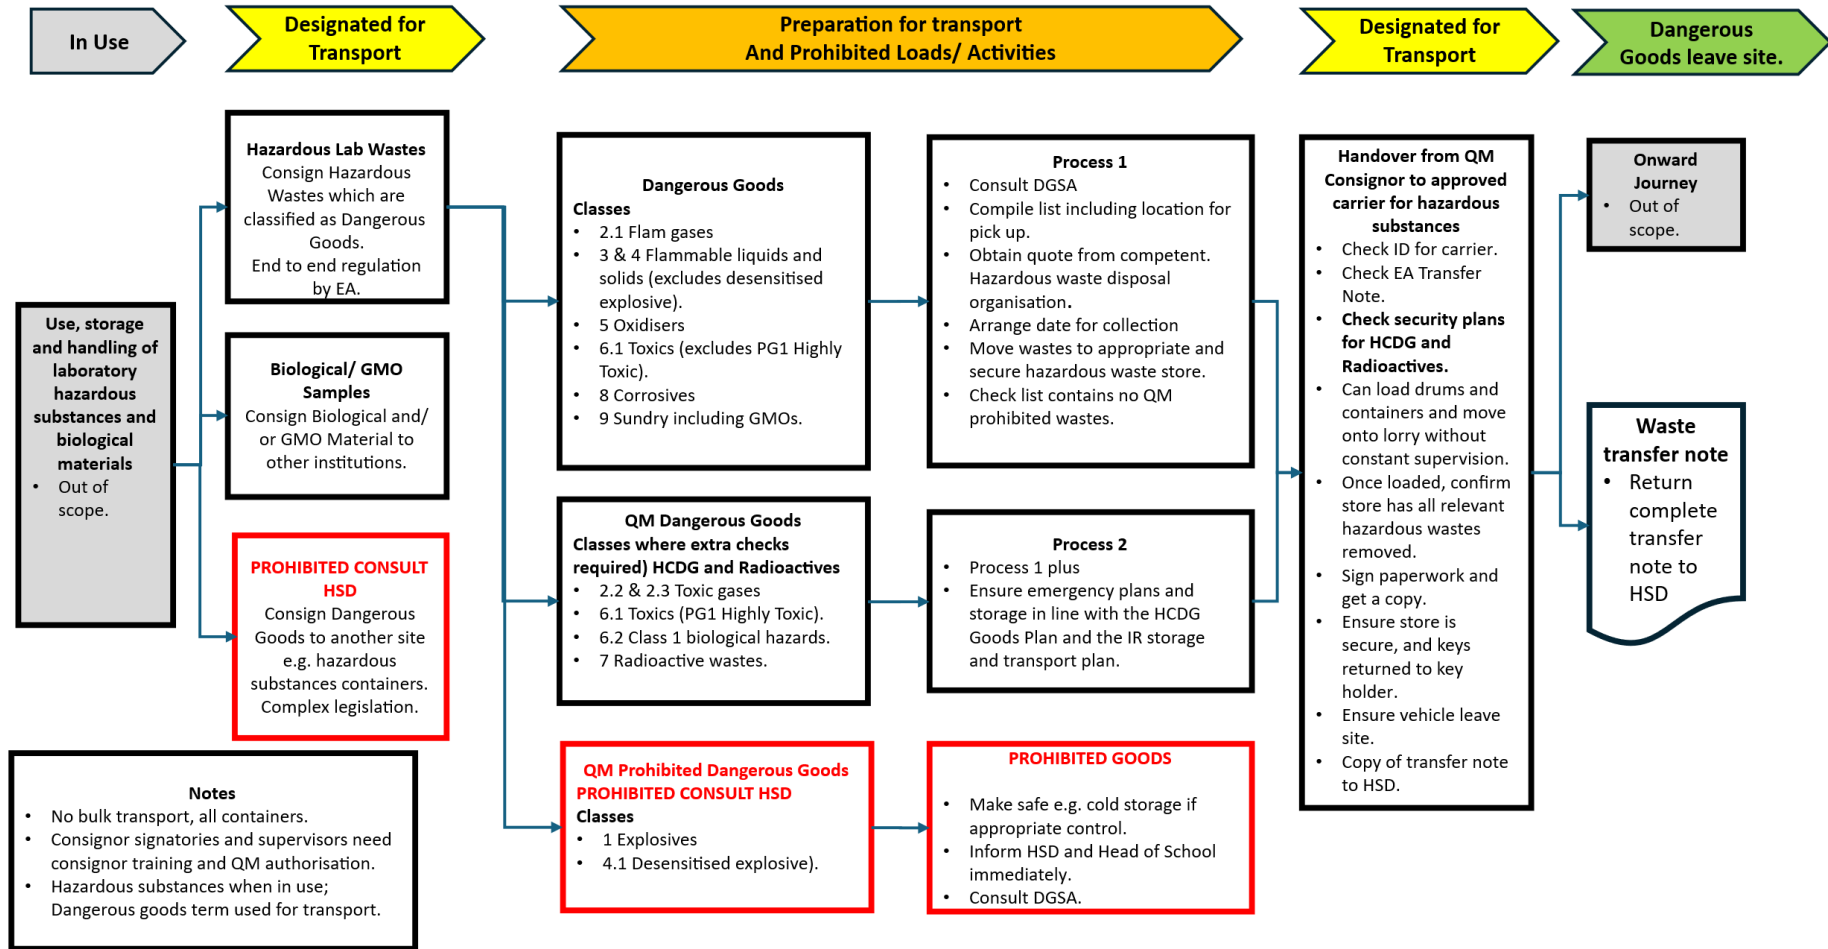 In Use
Designated for
Transport
Preparation for transport
And Prohibited Loads/ Activities
Designated for
Transport
Dangerous
Goods leave site.
Use, storage
and handling of
laboratory
hazardous
substances and
biological
materials
• Out of
scope.
Hazardous Lab Wastes
Consign Hazardous
Wastes which are
classified as Dangerous
Goods.
End to end regulation
by EA.
Biological/ GMO
Samples
Consign Biological and/
or GMO Material to
other institutions.
PROHIBITED CONSULT
HSD
Consign Dangerous
Goods to another site
e.g. hazardous
substances containers.
Complex legislation.
Notes
• No bulk transport, all containers.
• Consignor signatories and supervisors need
consignor training and QM authorisation.
• Hazardous substances when in use;
Dangerous goods term used for transport.
Dangerous Goods
Classes
• 2.1 Flam gases
• 3 & 4 Flammable liquids and
solids (excludes desensitised
explosive).
• 5 Oxidisers
• 6.1 Toxics (excludes PG1 Highly
Toxic).
• 8 Corrosives
• 9 Sundry including GMOs.
QM Dangerous Goods
Classes where extra checks
required) HCDG and Radioactives
• 2.2 & 2.3 Toxic gases
• 6.1 Toxics (PG1 Highly Toxic).
• 6.2 Class 1 biological hazards.
• 7 Radioactive wastes.
QM Prohibited Dangerous Goods
PROHIBITED CONSULT HSD
Classes
• 1 Explosives
• 4.1 Desensitised explosive).
Process 1
• Consult DGSA
• Compile list including location for
pick up.
• Obtain quote from competent.
Hazardous waste disposal
organisation.
• Arrange date for collection
• Move wastes to appropriate and
secure hazardous waste store.
• Check list contains no QM
prohibited wastes.
Process 2
• Process 1 plus
• Ensure emergency plans and
storage in line with the HCDG
Goods Plan and the IR storage
and transport plan.
PROHIBITED GOODS
• Make safe e.g. cold storage if
appropriate control.
• Inform HSD and Head of School
immediately.
• Consult DGSA.
Handover from QM
Consignor to approved
carrier for hazardous
substances
• Check ID for carrier.
• Check EA Transfer
Note.
• Check security plans
for HCDG and
Radioactives.
• Can load drums and
containers and move
onto lorry without
constant supervision.
• Once loaded, confirm
store has all relevant
hazardous wastes
removed.
• Sign paperwork and
get a copy.
• Ensure store is
secure, and keys
returned to key
holder.
• Ensure vehicle leave
site.
• Copy of transfer note
to HSD.
Onward
Journey
• Out of
scope.
Waste
transfer note
• Return
complete
transfer
note to
HSD